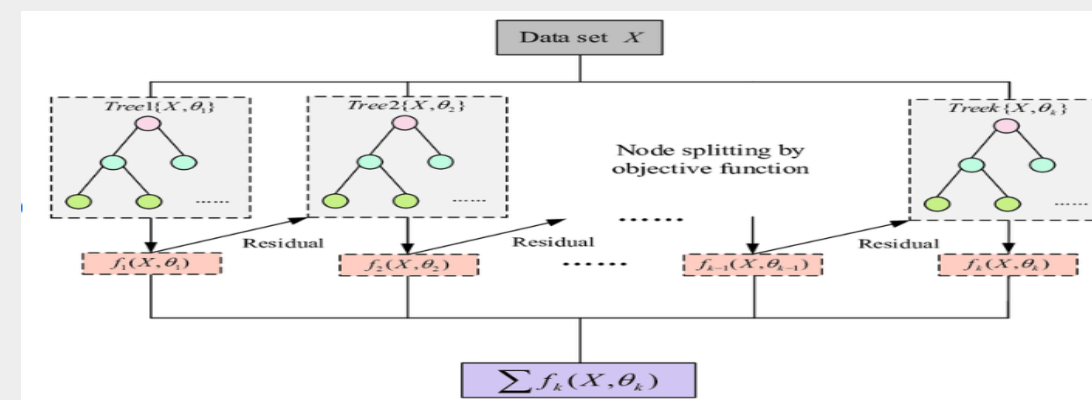 Data set X
Tree1{X,θ₁}
Tree2{X,θ₂}
Treek{X,θₖ}
Node splitting by
objective function
......
......
......
......
Residual
Residual
Residual
f₁(X,θ₁)
f₂(X,θ₂)
......
fₖ₋₁(X,θₖ₋₁)
fₖ(X,θₖ)
∑ fₖ(X,θₖ)